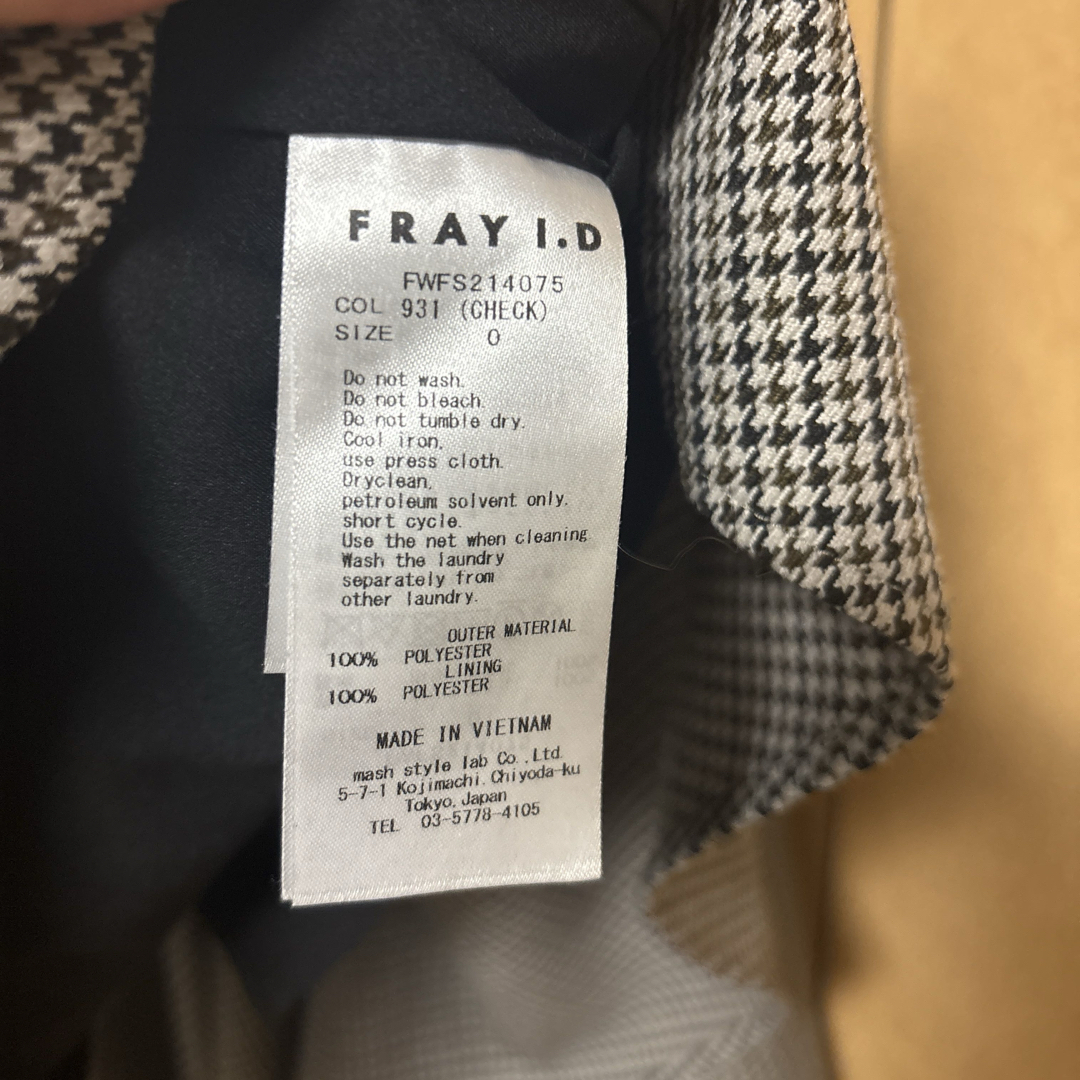 FRAY I.D
FWFS214075
COL 931 (CHECK)
SIZE 0
Do not wash.
Do not bleach.
Do not tumble dry.
Cool iron,
use press cloth.
Dryclean,
petroleum solvent only.
short cycle.
Use the net when cleaning
Wash the laundry
separately from
other laundry.
OUTER MATERIAL
100% POLYESTER
LINING
100% POLYESTER
MADE IN VIETNAM
mash style lab Co.,Ltd.
5-7-1 Kojimachi, Chiyoda-ku
Tokyo, Japan
TEL 03-5778-4105